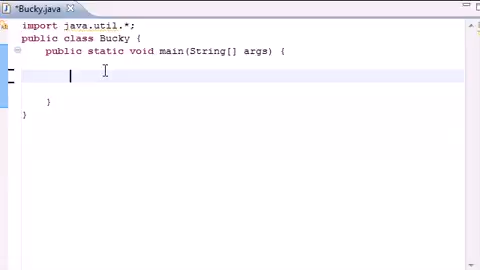 *Bucky.java
import java.util.*;
public class Bucky {
public static void main(String[] args) {
}
}